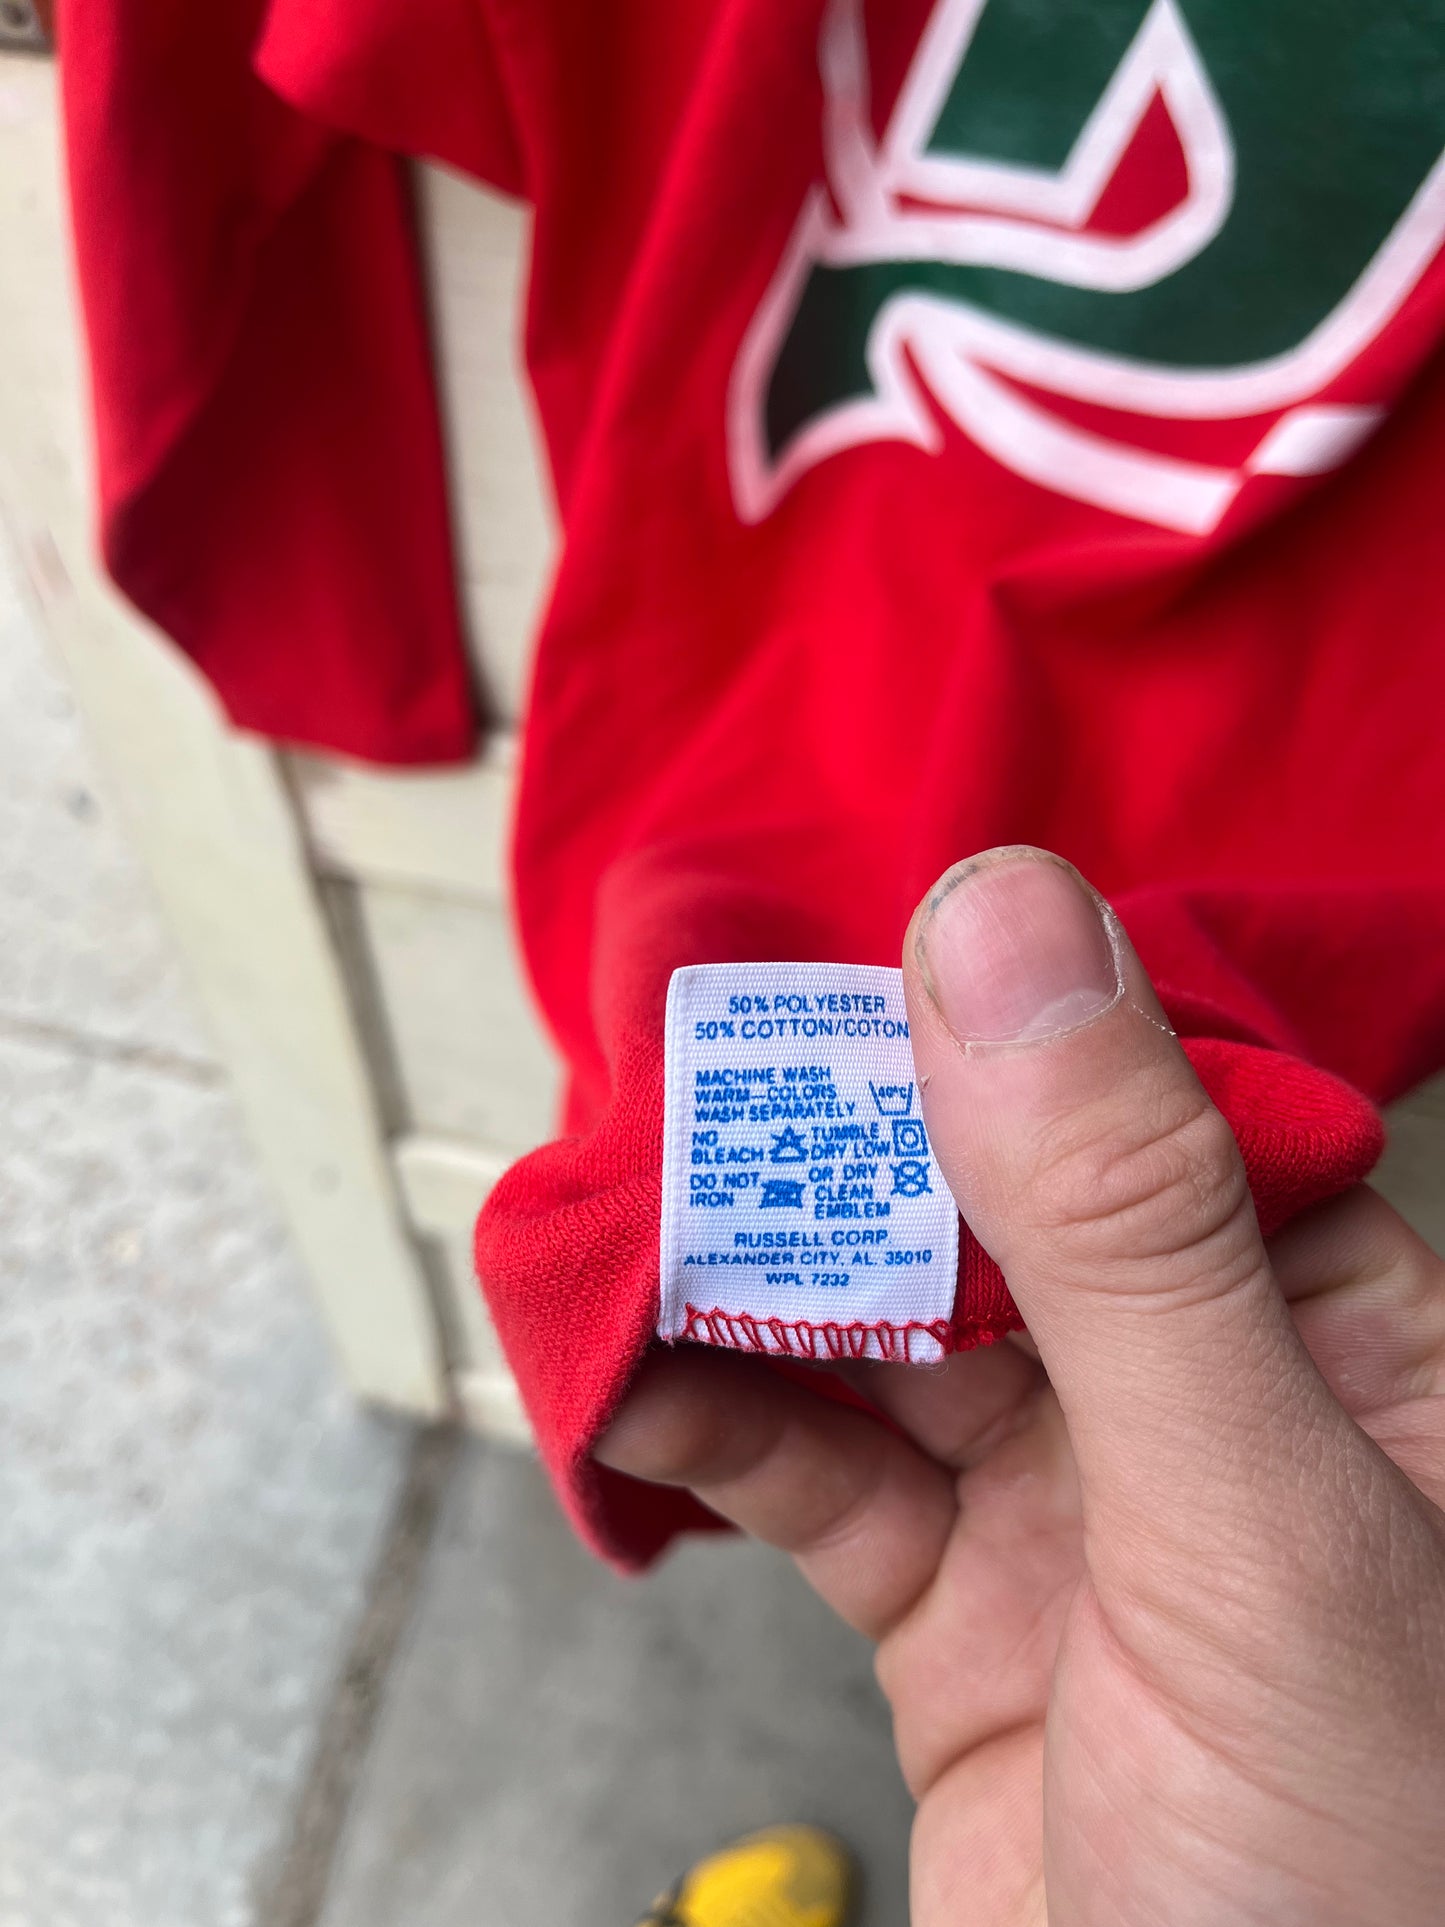 50% POLYESTER
50% COTTON/COTON
MACHINE WASH
WARM—COLORS
WASH SEPARATELY
40°C
NO
BLEACH
TUMBLE
DRY LOW
DO NOT
IRON
OR DRY
CLEAN
EMBLEM
RUSSELL CORP.
ALEXANDER CITY, AL. 35010
WPL 7232